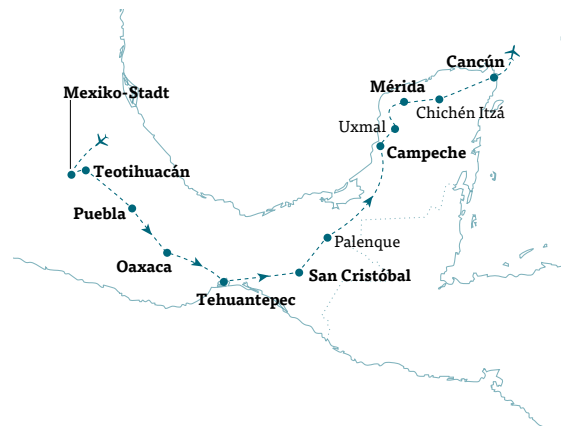 Cancún
Mérida
Mexiko-Stadt
Chichén Itzá
Uxmal
Campeche
Teotihuacán
Puebla
Palenque
Oaxaca
San Cristóbal
Tehuantepec